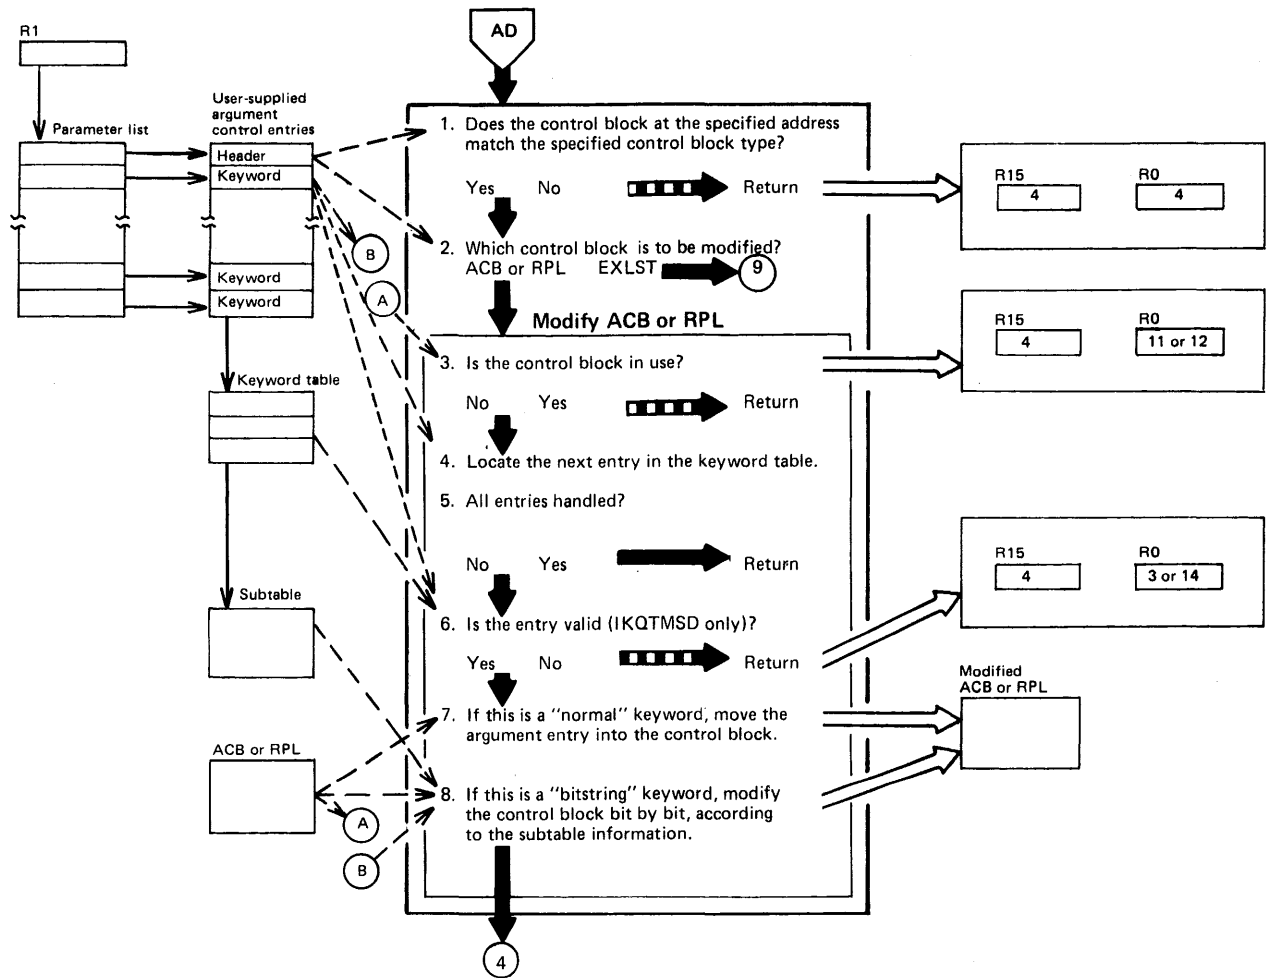 AD
R1
User-supplied
argument
control entries
Parameter list
Header
Keyword
Keyword
Keyword
B
A
Keyword table
Subtable
ACB or RPL
A
B
1. Does the control block at the specified address
match the specified control block type?
Yes No Return
2. Which control block is to be modified?
ACB or RPL EXLST 9
Modify ACB or RPL
3. Is the control block in use?
No Yes Return
4. Locate the next entry in the keyword table.
5. All entries handled?
No Yes Return
6. Is the entry valid (IKQTMSD only)?
Yes No Return
7. If this is a "normal" keyword, move the
argument entry into the control block.
8. If this is a "bitstring" keyword, modify
the control block bit by bit, according
to the subtable information.
4
R15 R0
4 4
R15 R0
4 11 or 12
R15 R0
4 3 or 14
Modified
ACB or RPL